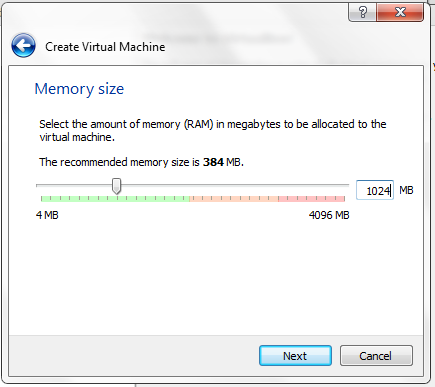 Create Virtual Machine
Memory size
Select the amount of memory (RAM) in megabytes to be allocated to the
virtual machine.
The recommended memory size is 384 MB.
1024 MB
4 MB 4096 MB
Next Cancel